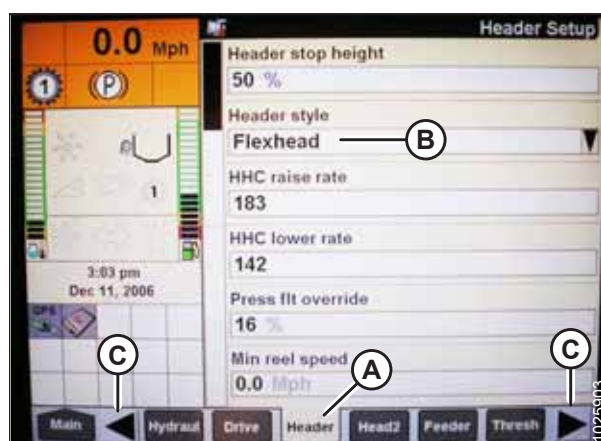 0.0 Mph
Header Setup
Header stop height
50 %
Header style
Flexhead
B
HHC raise rate
183
HHC lower rate
142
Press flt override
16 %
Min reel speed
0.0 Mph
1
(P)
1
3:03 pm
Dec 11, 2006
GPS
C
A
C
Main
Hydraul
Drive
Header
Head2
Feeder
Thresh
1025903